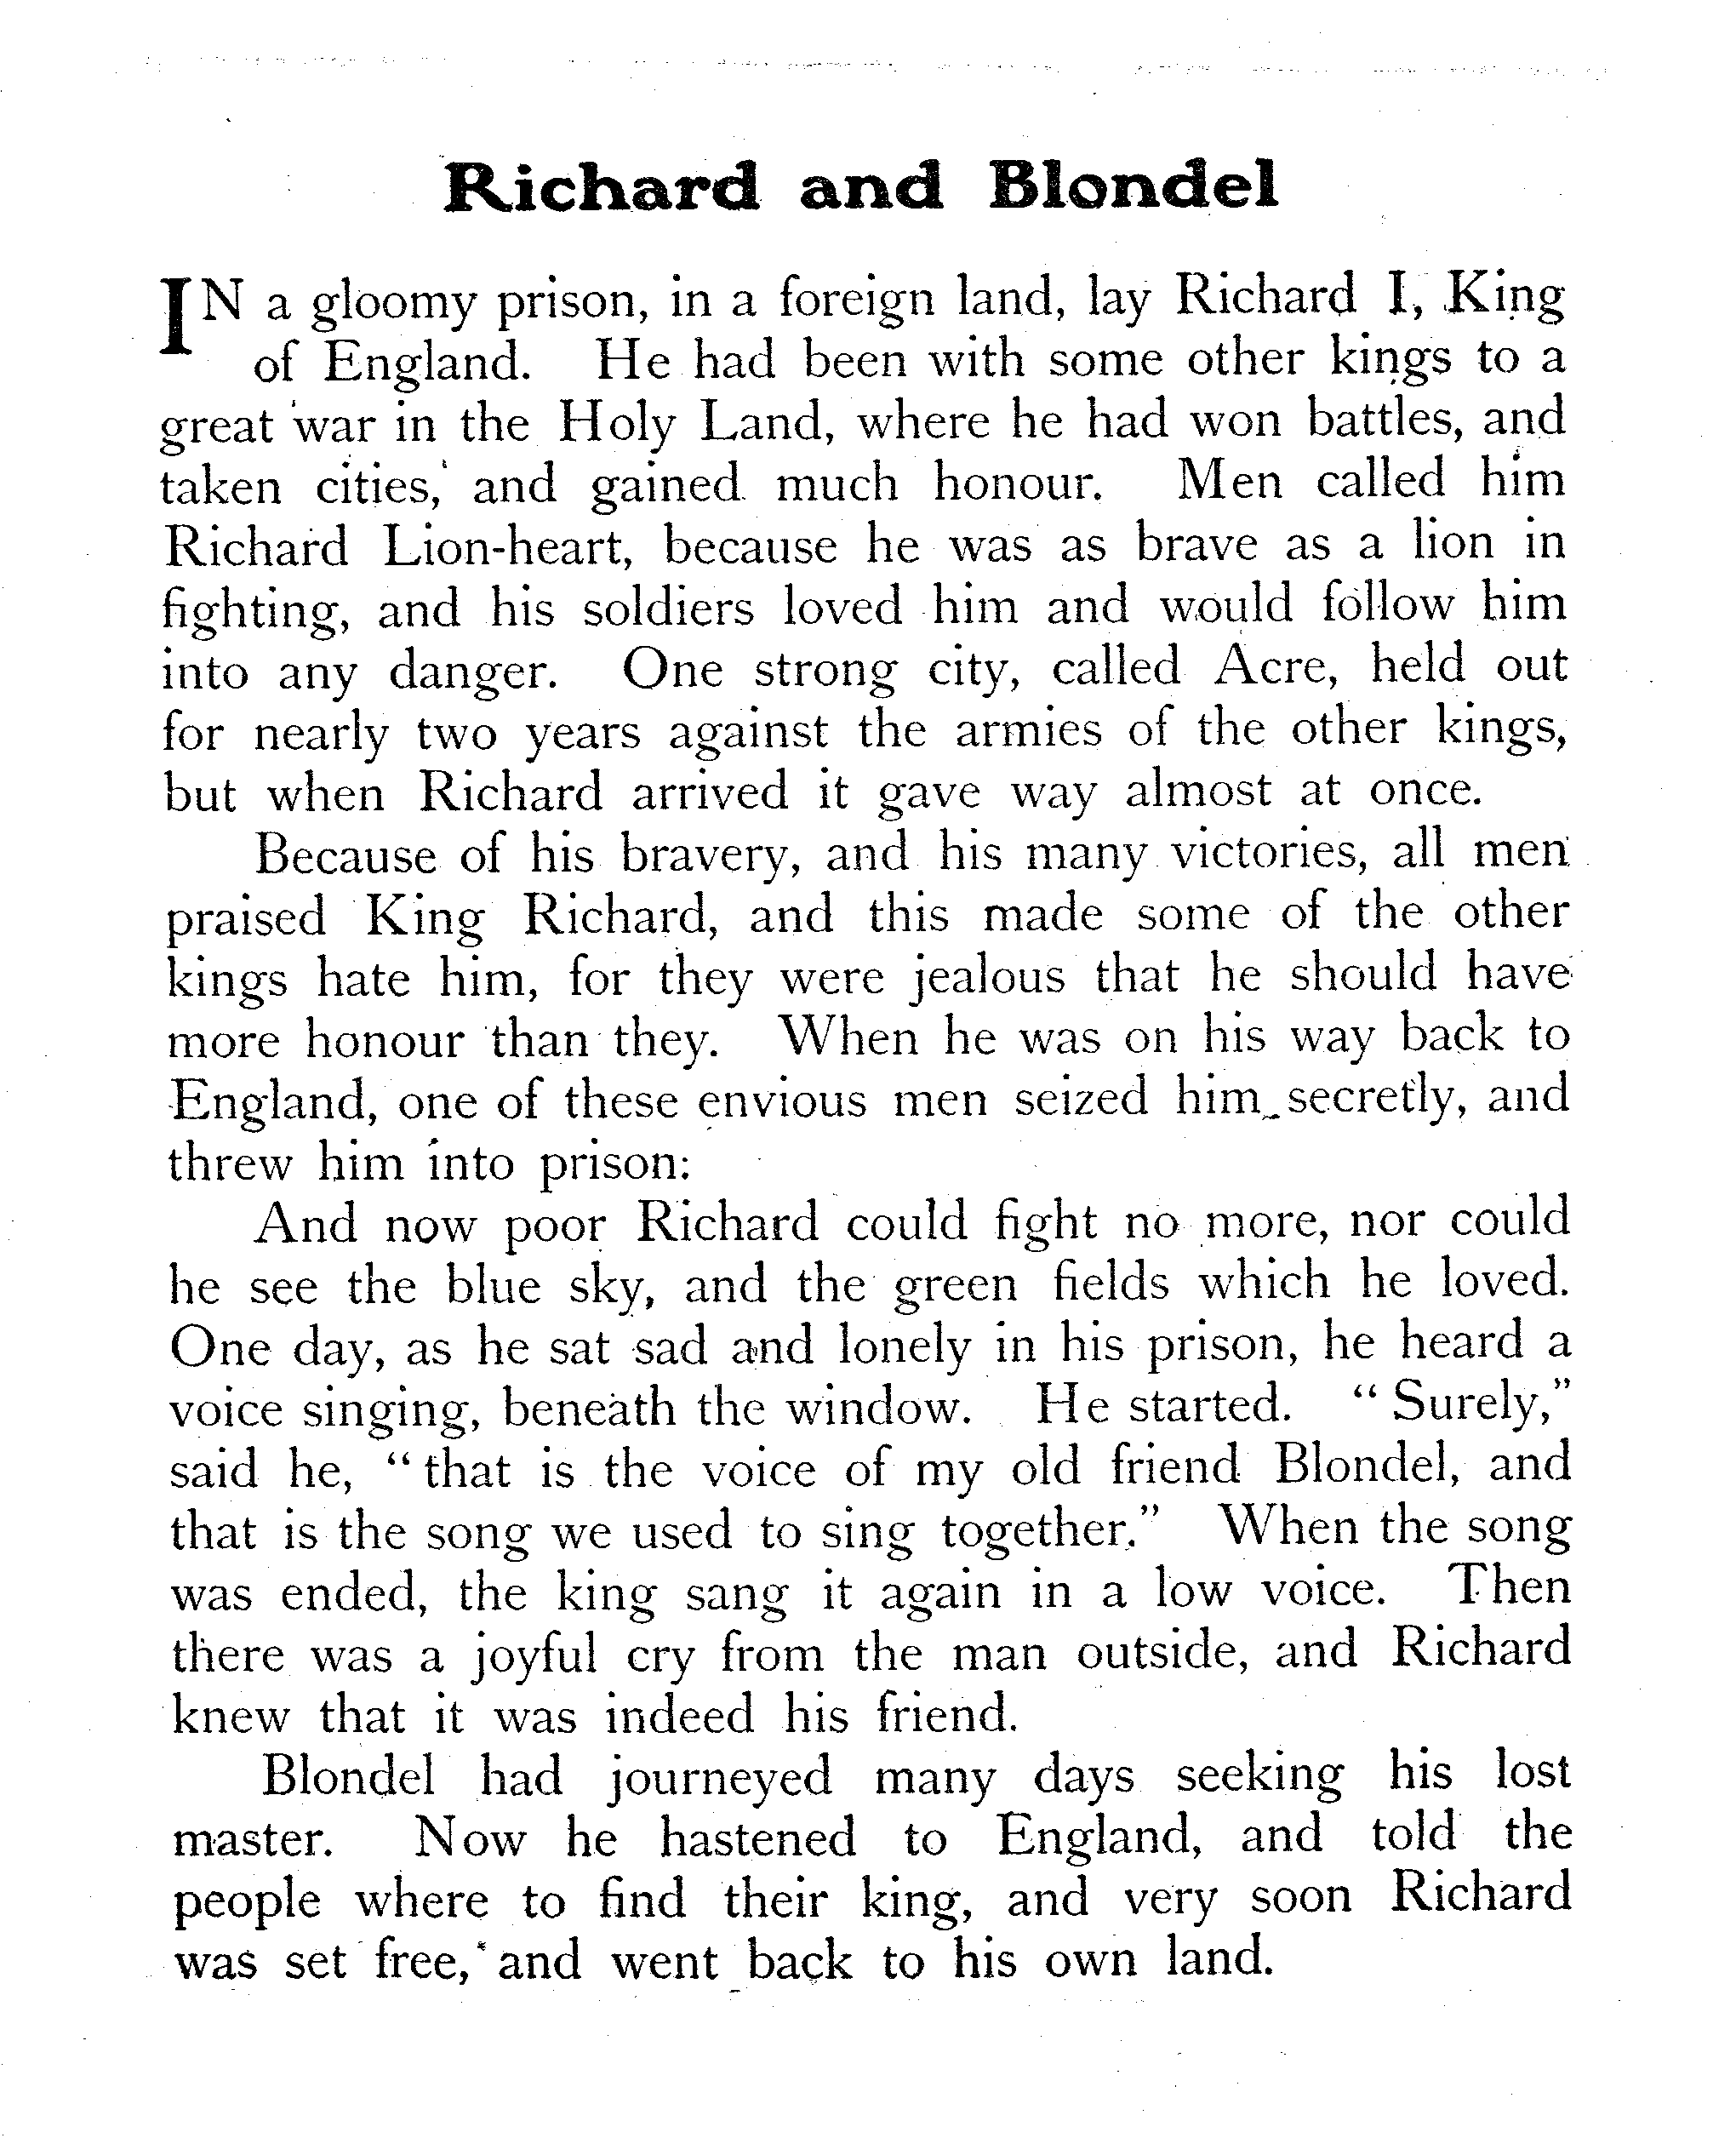 Richard and Blondel
IN a gloomy prison, in a foreign land, lay Richard I, King
of England. He had been with some other kings to a
great war in the Holy Land, where he had won battles, and
taken cities, and gained much honour. Men called him
Richard Lion-heart, because he was as brave as a lion in
fighting, and his soldiers loved him and would follow him
into any danger. One strong city, called Acre, held out
for nearly two years against the armies of the other kings,
but when Richard arrived it gave way almost at once.
Because of his bravery, and his many victories, all men
praised King Richard, and this made some of the other
kings hate him, for they were jealous that he should have
more honour than they. When he was on his way back to
England, one of these envious men seized him secretly, and
threw him into prison:
And now poor Richard could fight no more, nor could
he see the blue sky, and the green fields which he loved.
One day, as he sat sad and lonely in his prison, he heard a
voice singing, beneath the window. He started. “ Surely,”
said he, “ that is the voice of my old friend Blondel, and
that is the song we used to sing together.” When the song
was ended, the king sang it again in a low voice. Then
there was a joyful cry from the man outside, and Richard
knew that it was indeed his friend.
Blondel had journeyed many days seeking his lost
master. Now he hastened to England, and told the
people where to find their king, and very soon Richard
was set free, and went back to his own land.